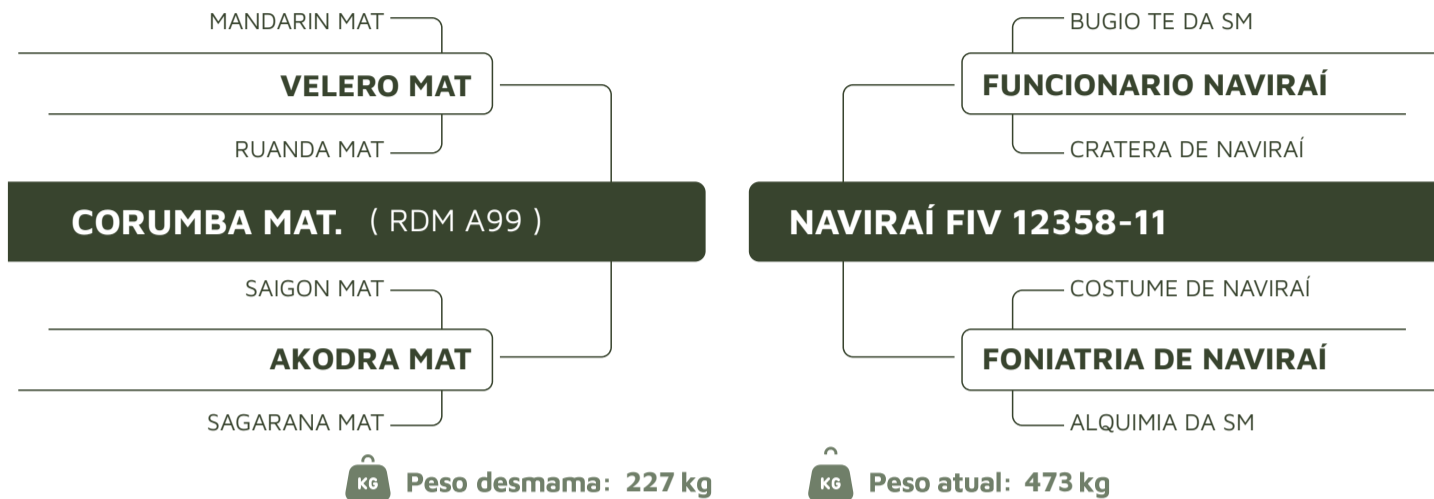 MANDARIN MAT
VELERO MAT
RUANDA MAT
CORUMBA MAT. ( RDM A99 )
SAIGON MAT
AKODRA MAT
SAGARANA MAT
BUGIO TE DA SM
FUNCIONARIO NAVIRAÍ
CRATERA DE NAVIRAÍ
NAVIRAÍ FIV 12358-11
COSTUME DE NAVIRAÍ
FONIATRIA DE NAVIRAÍ
ALQUIMIA DA SM
KG Peso desmama: 227 kg
KG Peso atual: 473 kg